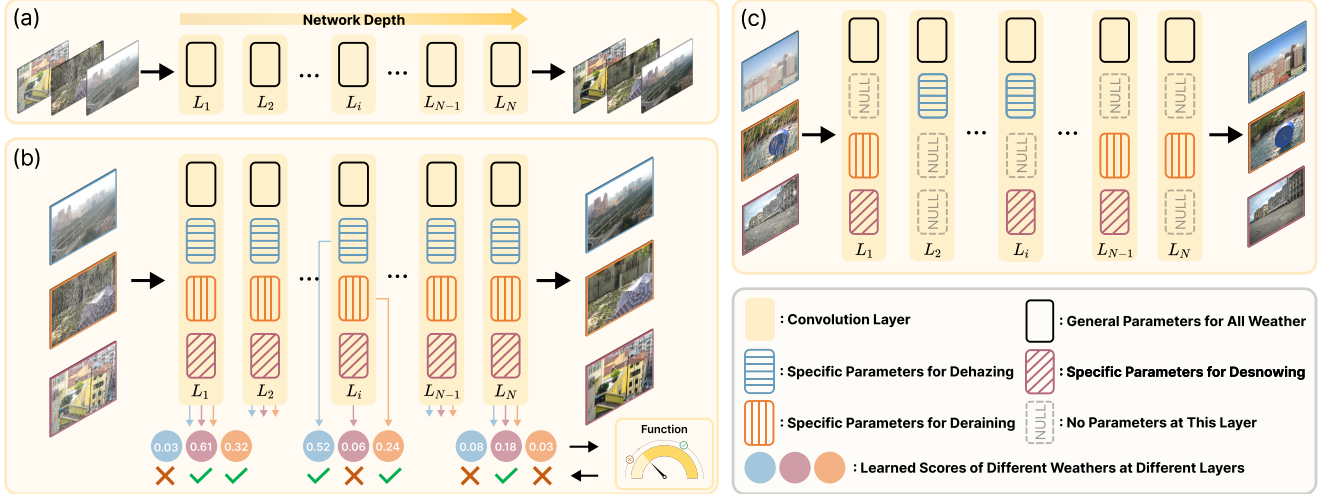 (a)
Network Depth
L1 L2 ... Li ... LN−1 LN
(b)
L1 L2 ... Li ... LN−1 LN
0.03 0.61 0.32 0.52 0.06 0.24 0.08 0.18 0.03
Function
(c)
NULL NULL NULL
NULL NULL
NULL NULL
L1 L2 ... Li ... LN−1 LN
: Convolution Layer
: General Parameters for All Weather
: Specific Parameters for Dehazing
: Specific Parameters for Desnowing
: Specific Parameters for Deraining
NULL : No Parameters at This Layer
: Learned Scores of Different Weathers at Different Layers